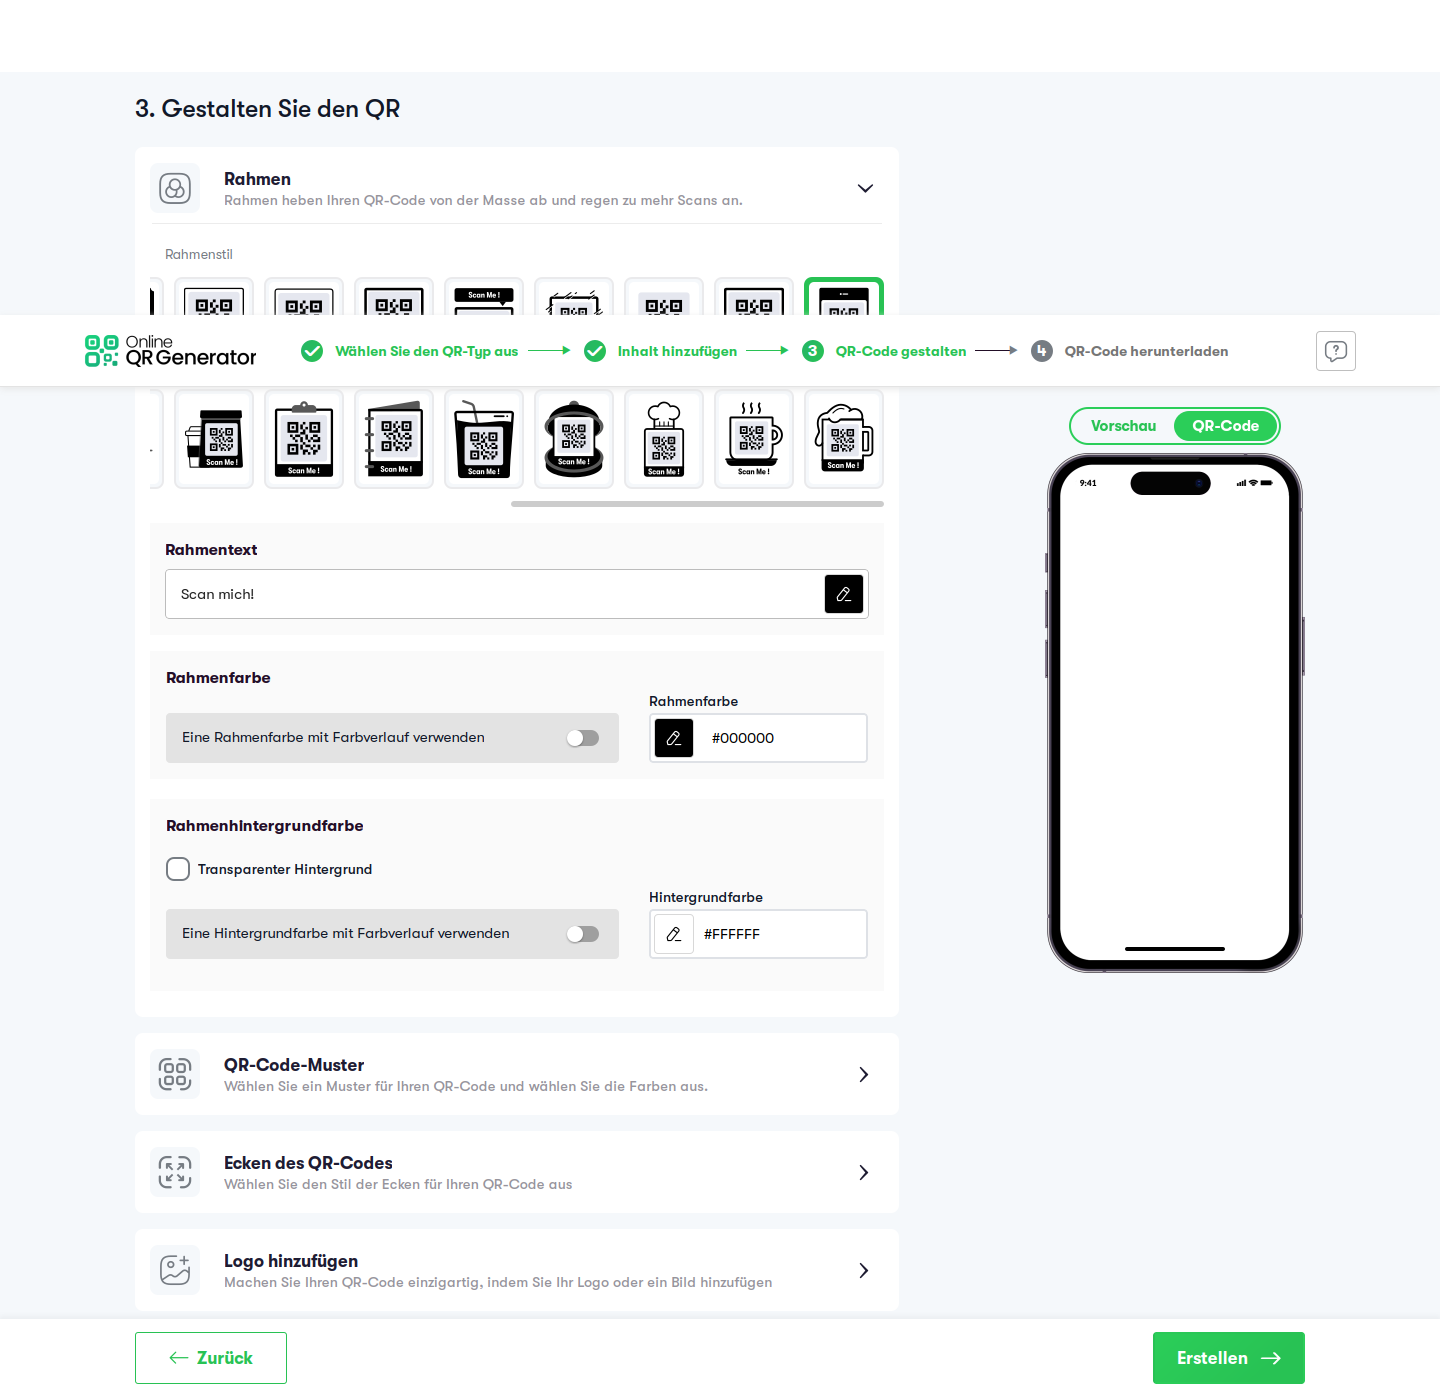 3. Gestalten Sie den QR
Rahmen
Rahmen heben Ihren QR-Code von der Masse ab und regen zu mehr Scans an.
Rahmenstil
Scan Me !
Online
QR Generator
Wählen Sie den QR-Typ aus
Inhalt hinzufügen
3 QR-Code gestalten
4 QR-Code herunterladen
Scan Me !
Scan Me !
Scan Me !
Scan Me !
Scan Me !
Scan Me !
Scan Me !
Scan Me !
Vorschau
QR-Code
9:41
Rahmentext
Scan mich!
Rahmenfarbe
Rahmenfarbe
Eine Rahmenfarbe mit Farbverlauf verwenden
#000000
Rahmenhintergrundfarbe
Transparenter Hintergrund
Hintergrundfarbe
Eine Hintergrundfarbe mit Farbverlauf verwenden
#FFFFFF
QR-Code-Muster
Wählen Sie ein Muster für Ihren QR-Code und wählen Sie die Farben aus.
Ecken des QR-Codes
Wählen Sie den Stil der Ecken für Ihren QR-Code aus
Logo hinzufügen
Machen Sie Ihren QR-Code einzigartig, indem Sie Ihr Logo oder ein Bild hinzufügen
Zurück
Erstellen